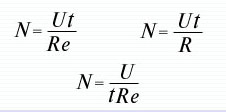 N = Ut/Re
N = Ut/R
N = U/tRe